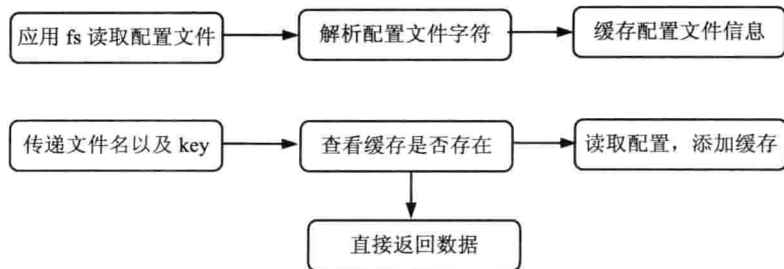 应用 fs 读取配置文件
解析配置文件字符
缓存配置文件信息
传递文件名以及 key
查看缓存是否存在
读取配置，添加缓存
直接返回数据